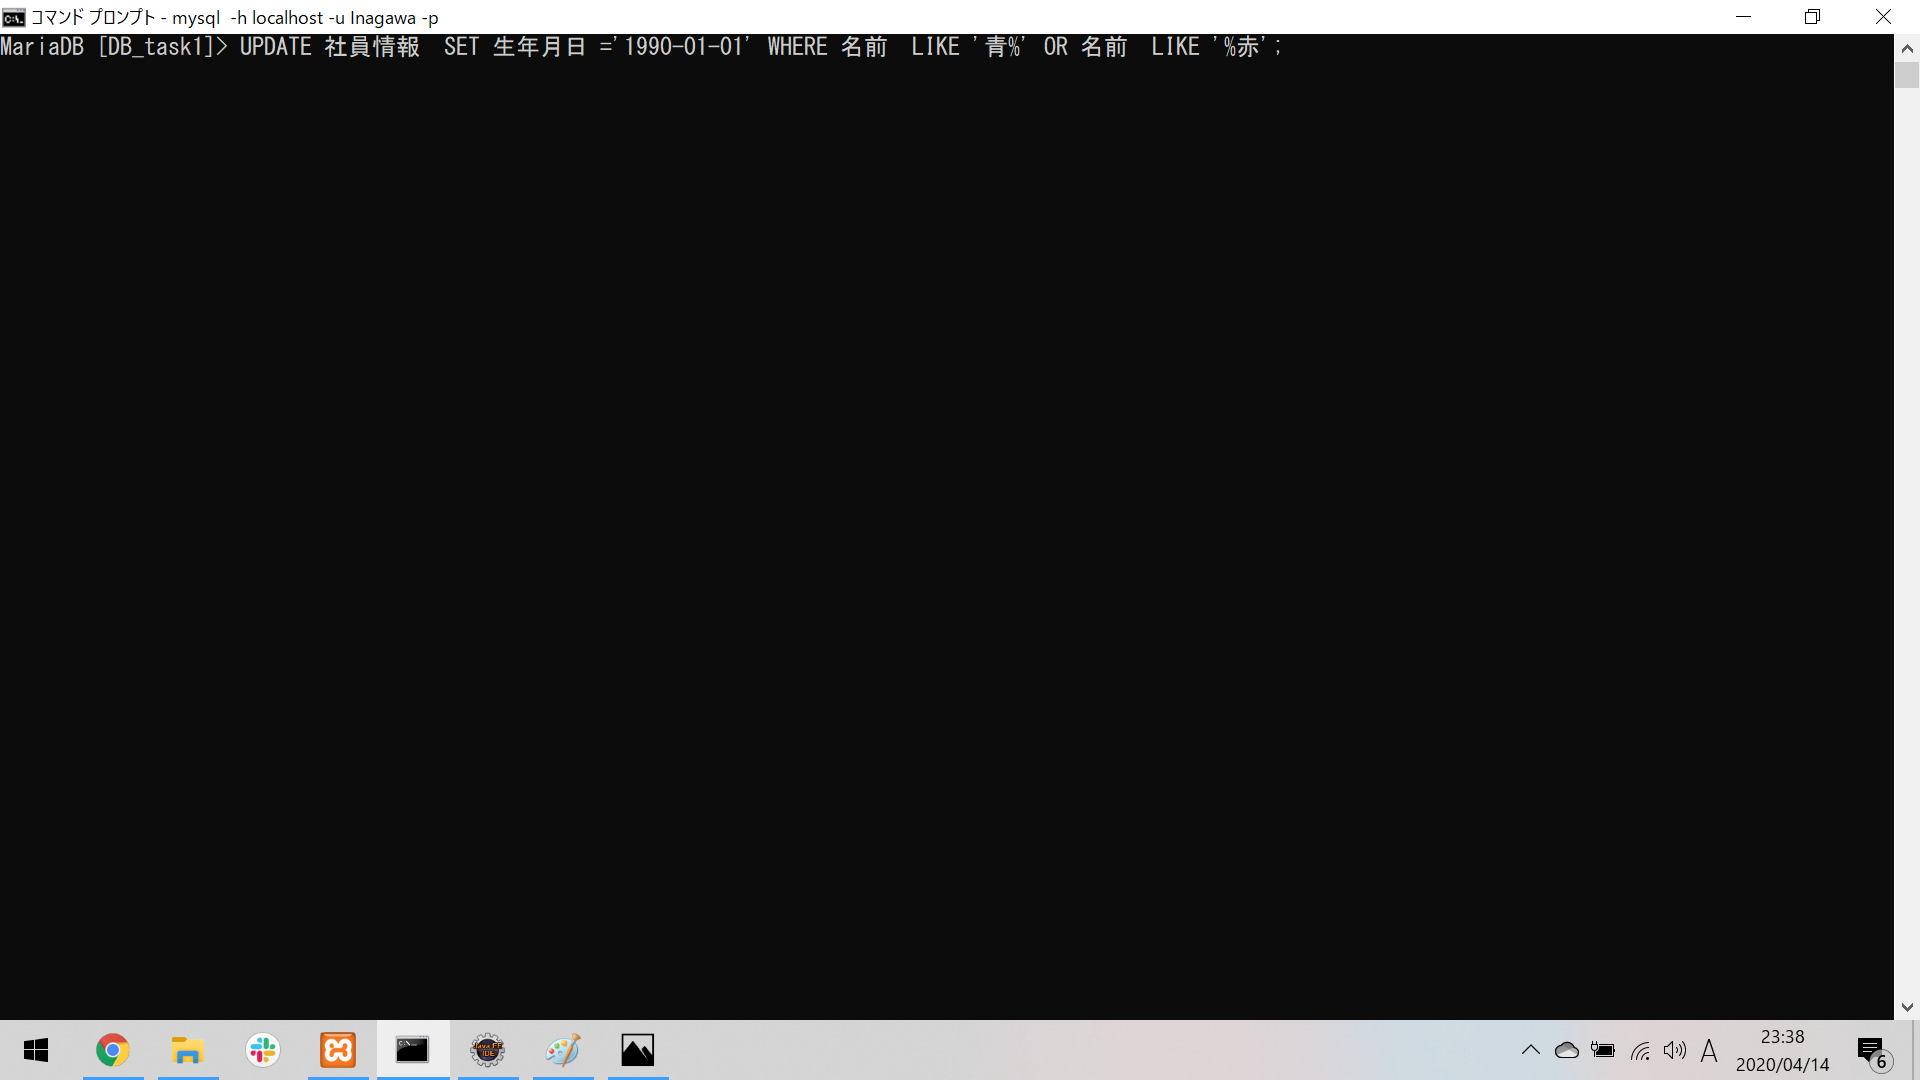 コマンド プロンプト - mysql  -h localhost -u Inagawa -p
MariaDB [DB_task1]> UPDATE 社員情報  SET 生年月日 ='1990-01-01' WHERE 名前  LIKE '青%' OR 名前  LIKE '%赤';
A
23:38
2020/04/14
6